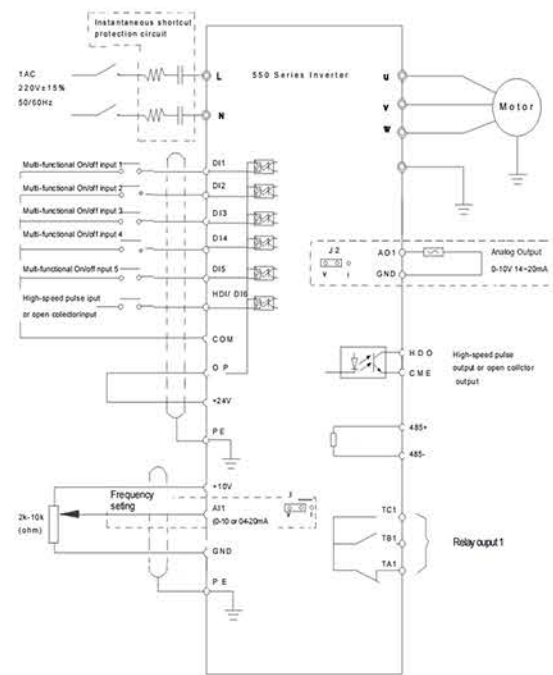 Instantaneous shortcut
protection circuit
1AC
220V±15%
50/60Hz
L
N
550 Series Inverter
U
V
W
Motor
Multi-functional On/off input 1
Multi-functional On/off input 2
Multi-functional On/off input 3
Multi-functional On/off input 4
Multi-functional On/off input 5
High-speed pulse iput
or open coledorinput
DI1
DI2
DI3
DI4
DI5
HDI/ DI6
COM
OP
+24V
PE
J2
V I
AO1
GND
Analog Output
0-10V 14~20mA
HDO
CME
High-speed pulse
output or open collctor
output
485+
485-
+10V
Frequency
seting
2k-10k
(ohm)
AI1
(0-10 or 04-20mA
J
V I
GND
PE
TC1
TB1
TA1
Relay ouput 1